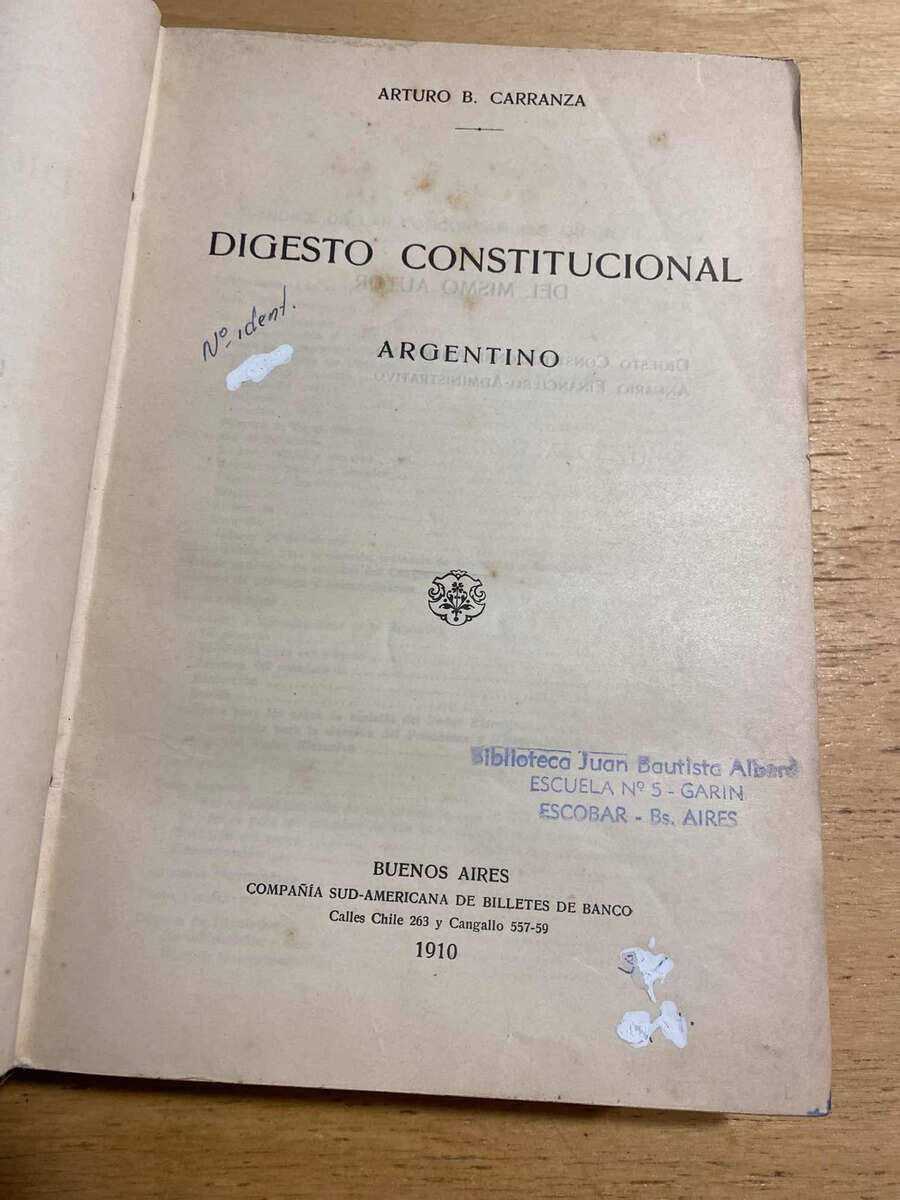 ARTURO B. CARRANZA
DIGESTO CONSTITUCIONAL
Nº ident.
ARGENTINO
Biblioteca Juan Bautista Alberdi
ESCUELA Nº 5 - GARIN
ESCOBAR - Bs. AIRES
BUENOS AIRES
COMPAÑÍA SUD-AMERICANA DE BILLETES DE BANCO
Calles Chile 263 y Cangallo 557-59
1910